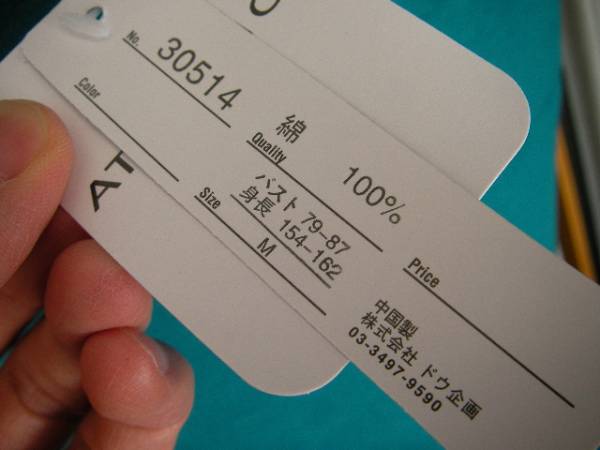 No. 30514
Color
Quality 綿 100%
Size
バスト 79-87
身長 154-162
M
Price
中国製
株式会社 ドウ企画
03-3497-9590
AT